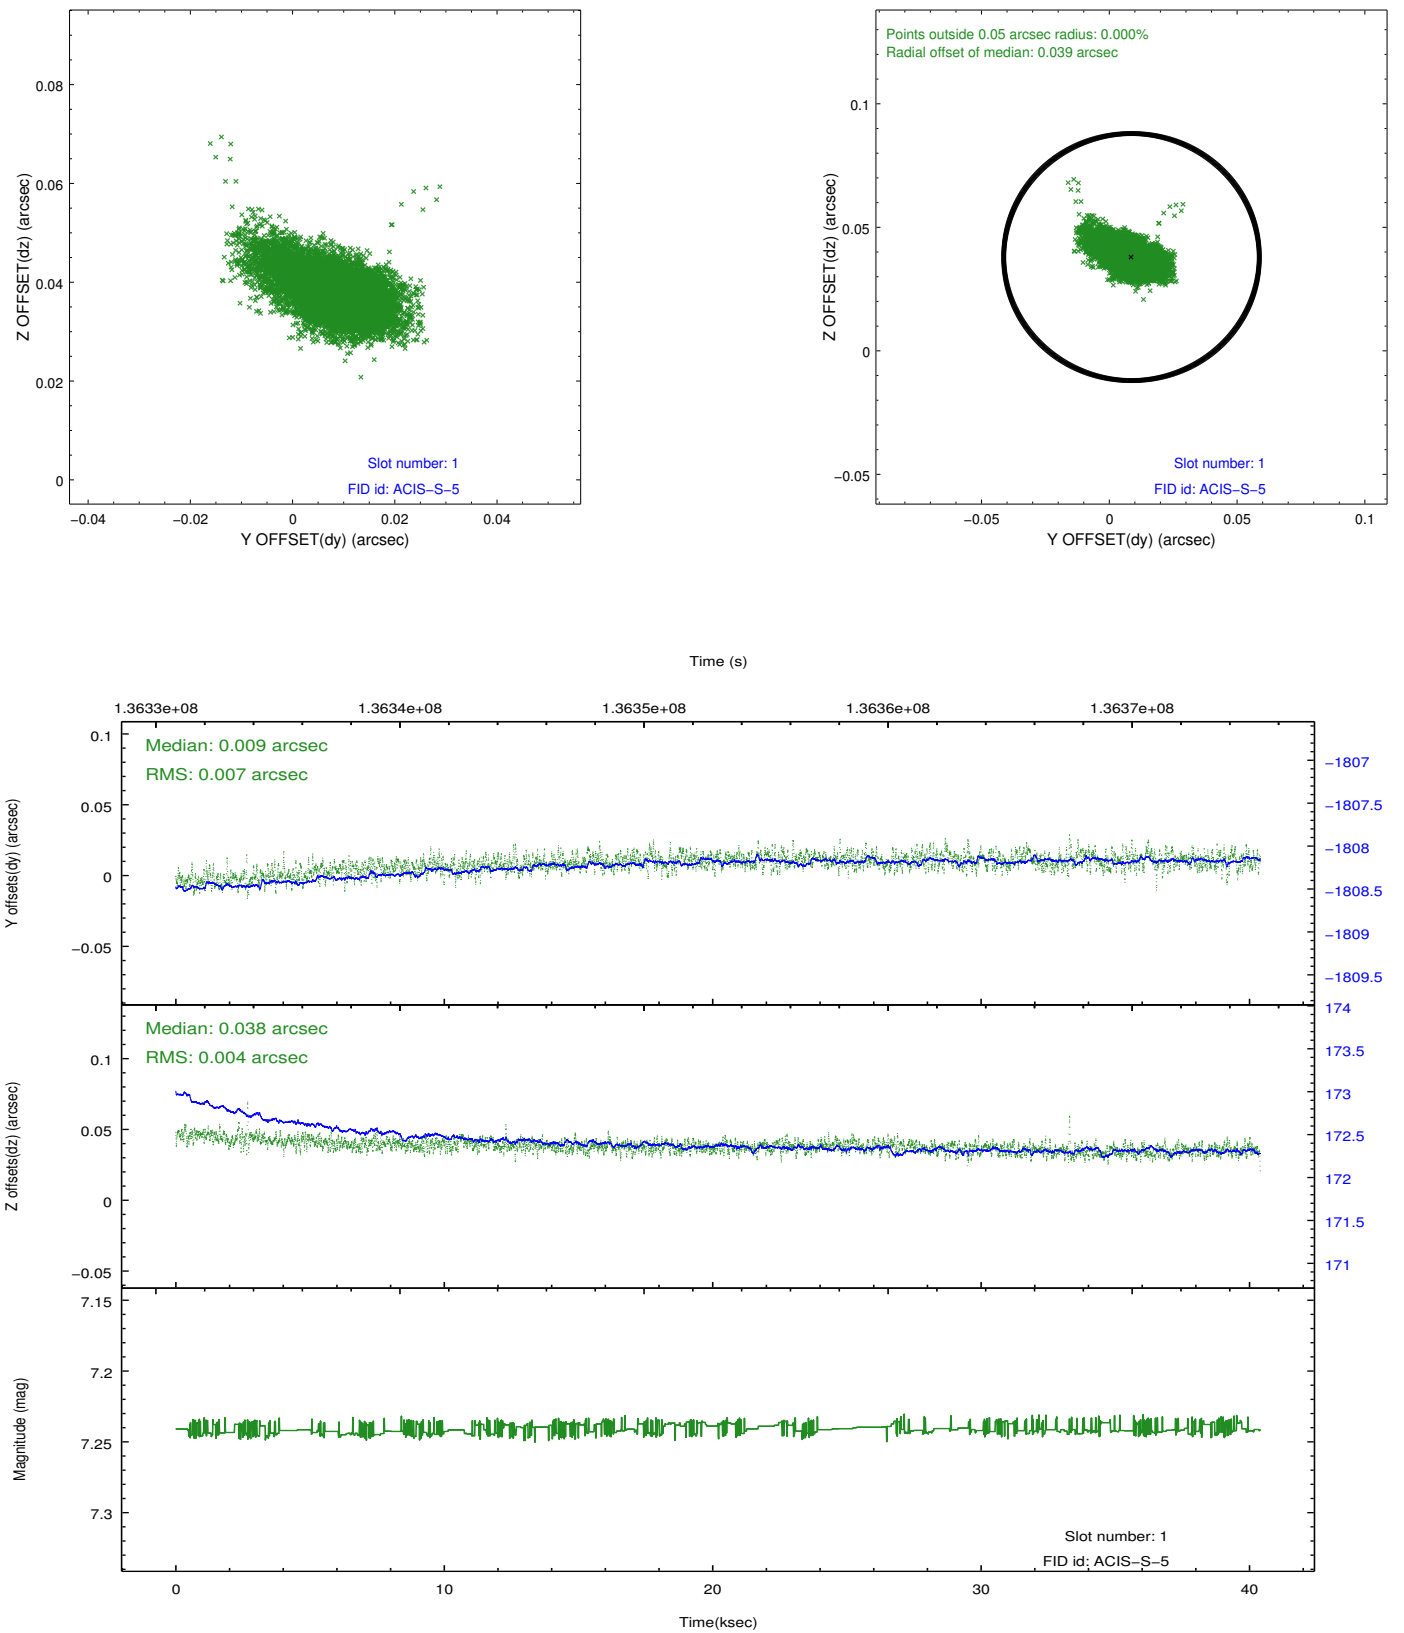 0.08
0.06
0.04
0.02
0
−0.04
−0.02
0
0.02
0.04
Z OFFSET(dz) (arcsec)
Y OFFSET(dy) (arcsec)
Slot number: 1
FID id: ACIS−S−5
Points outside 0.05 arcsec radius: 0.000%
Radial offset of median: 0.039 arcsec
0.1
0.05
0
−0.05
−0.05
0
0.05
0.1
Z OFFSET(dz) (arcsec)
Y OFFSET(dy) (arcsec)
Slot number: 1
FID id: ACIS−S−5
Time (s)
1.3633e+08
1.3634e+08
1.3635e+08
1.3636e+08
1.3637e+08
Median: 0.009 arcsec
RMS: 0.007 arcsec
0.1
0.05
0
−0.05
Y offsets(dy) (arcsec)
−1807
−1807.5
−1808
−1808.5
−1809
−1809.5
Median: 0.038 arcsec
RMS: 0.004 arcsec
0.1
0.05
0
−0.05
Z offsets(dz) (arcsec)
174
173.5
173
172.5
172
171.5
171
7.15
7.2
7.25
7.3
Magnitude (mag)
Slot number: 1
FID id: ACIS−S−5
0
10
20
30
40
Time(ksec)